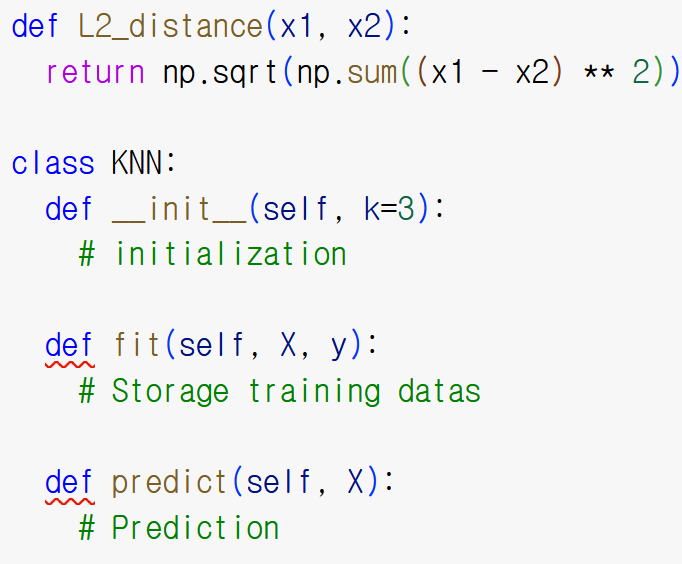 def L2_distance(x1, x2):
  return np.sqrt(np.sum((x1 - x2) ** 2))
class KNN:
  def __init__(self, k=3):
    # initialization
  def fit(self, X, y):
    # Storage training datas
  def predict(self, X):
    # Prediction